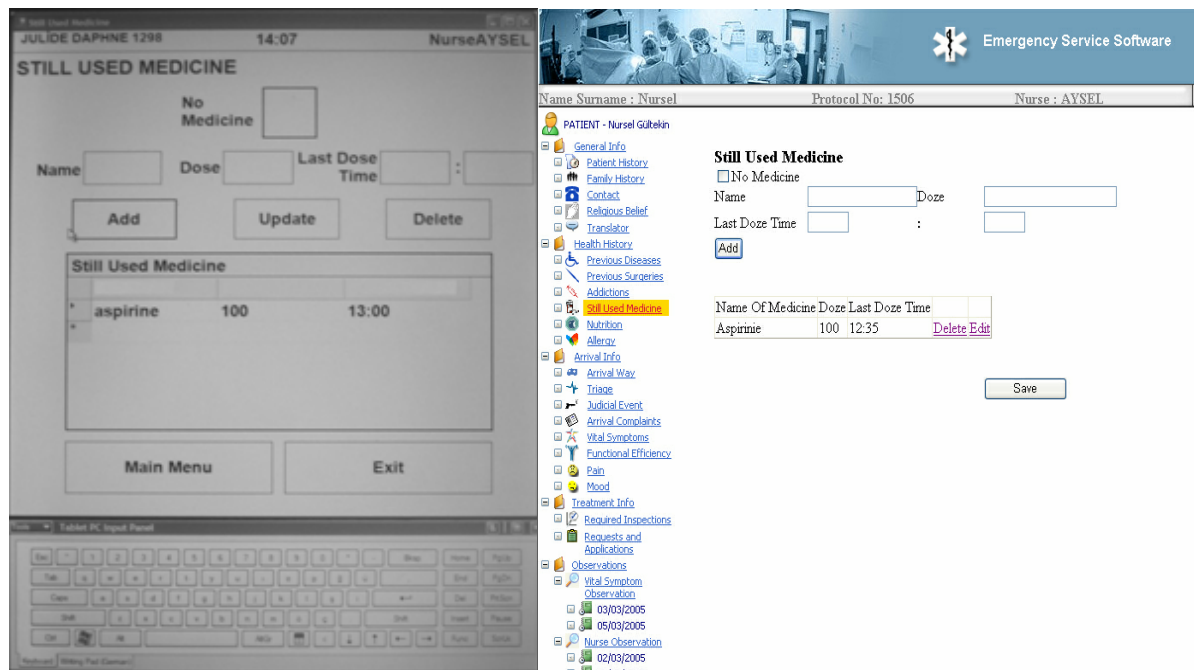 Still Used Medicine
JULIDE DAPHNE 1298 14:07 NurseAYSEL
STILL USED MEDICINE
No
Medicine
Name Dose Last Dose
Time :
Add Update Delete
Still Used Medicine
aspirine 100 13:00
Main Menu Exit
Tools Tablet PC Input Panel
Emergency Service Software
Name Surname : Nursel Protocol No: 1506 Nurse : AYSEL
PATIENT - Nursel Gültekin
General Info
Patient History
Family History
Contact
Religious Belief
Translator
Health History
Previous Diseases
Previous Surgeries
Addictions
Still Used Medicine
Nutrition
Allergy
Arrival Info
Arrival Way
Triage
Judicial Event
Arrival Complaints
Vital Symptoms
Functional Efficiency
Pain
Mood
Treatment Info
Required Inspections
Requests and
Applications
Observations
Vital Symptom
Observation
03/03/2005
05/03/2005
Nurse Observation
02/03/2005
Still Used Medicine
No Medicine
Name Doze
Last Doze Time :
Add
Name Of Medicine Doze Last Doze Time
Aspirinie 100 12:35 Delete Edit
Save